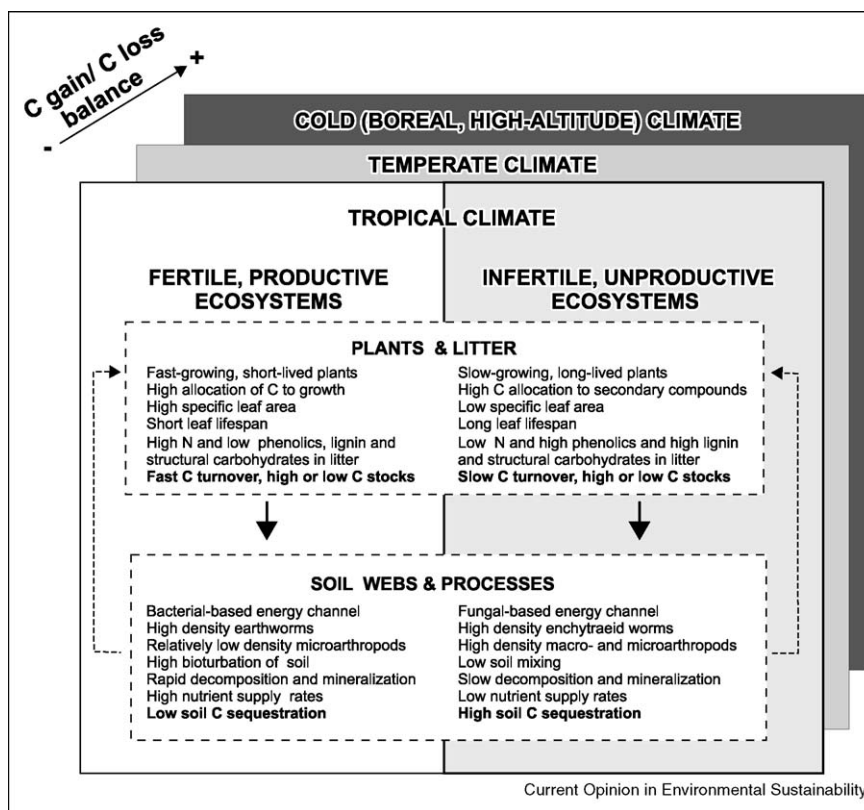 C gain/ C loss
balance
- +
COLD (BOREAL, HIGH-ALTITUDE) CLIMATE
TEMPERATE CLIMATE
TROPICAL CLIMATE
FERTILE, PRODUCTIVE
ECOSYSTEMS
INFERTILE, UNPRODUCTIVE
ECOSYSTEMS
PLANTS & LITTER
Fast-growing, short-lived plants
High allocation of C to growth
High specific leaf area
Short leaf lifespan
High N and low phenolics, lignin and
structural carbohydrates in litter
Fast C turnover, high or low C stocks
Slow-growing, long-lived plants
High C allocation to secondary compounds
Low specific leaf area
Long leaf lifespan
Low N and high phenolics and high lignin
and structural carbohydrates in litter
Slow C turnover, high or low C stocks
SOIL WEBS & PROCESSES
Bacterial-based energy channel
High density earthworms
Relatively low density microarthropods
High bioturbation of soil
Rapid decomposition and mineralization
High nutrient supply rates
Low soil C sequestration
Fungal-based energy channel
High density enchytraeid worms
High density macro- and microarthropods
Low soil mixing
Slow decomposition and mineralization
Low nutrient supply rates
High soil C sequestration
Current Opinion in Environmental Sustainability